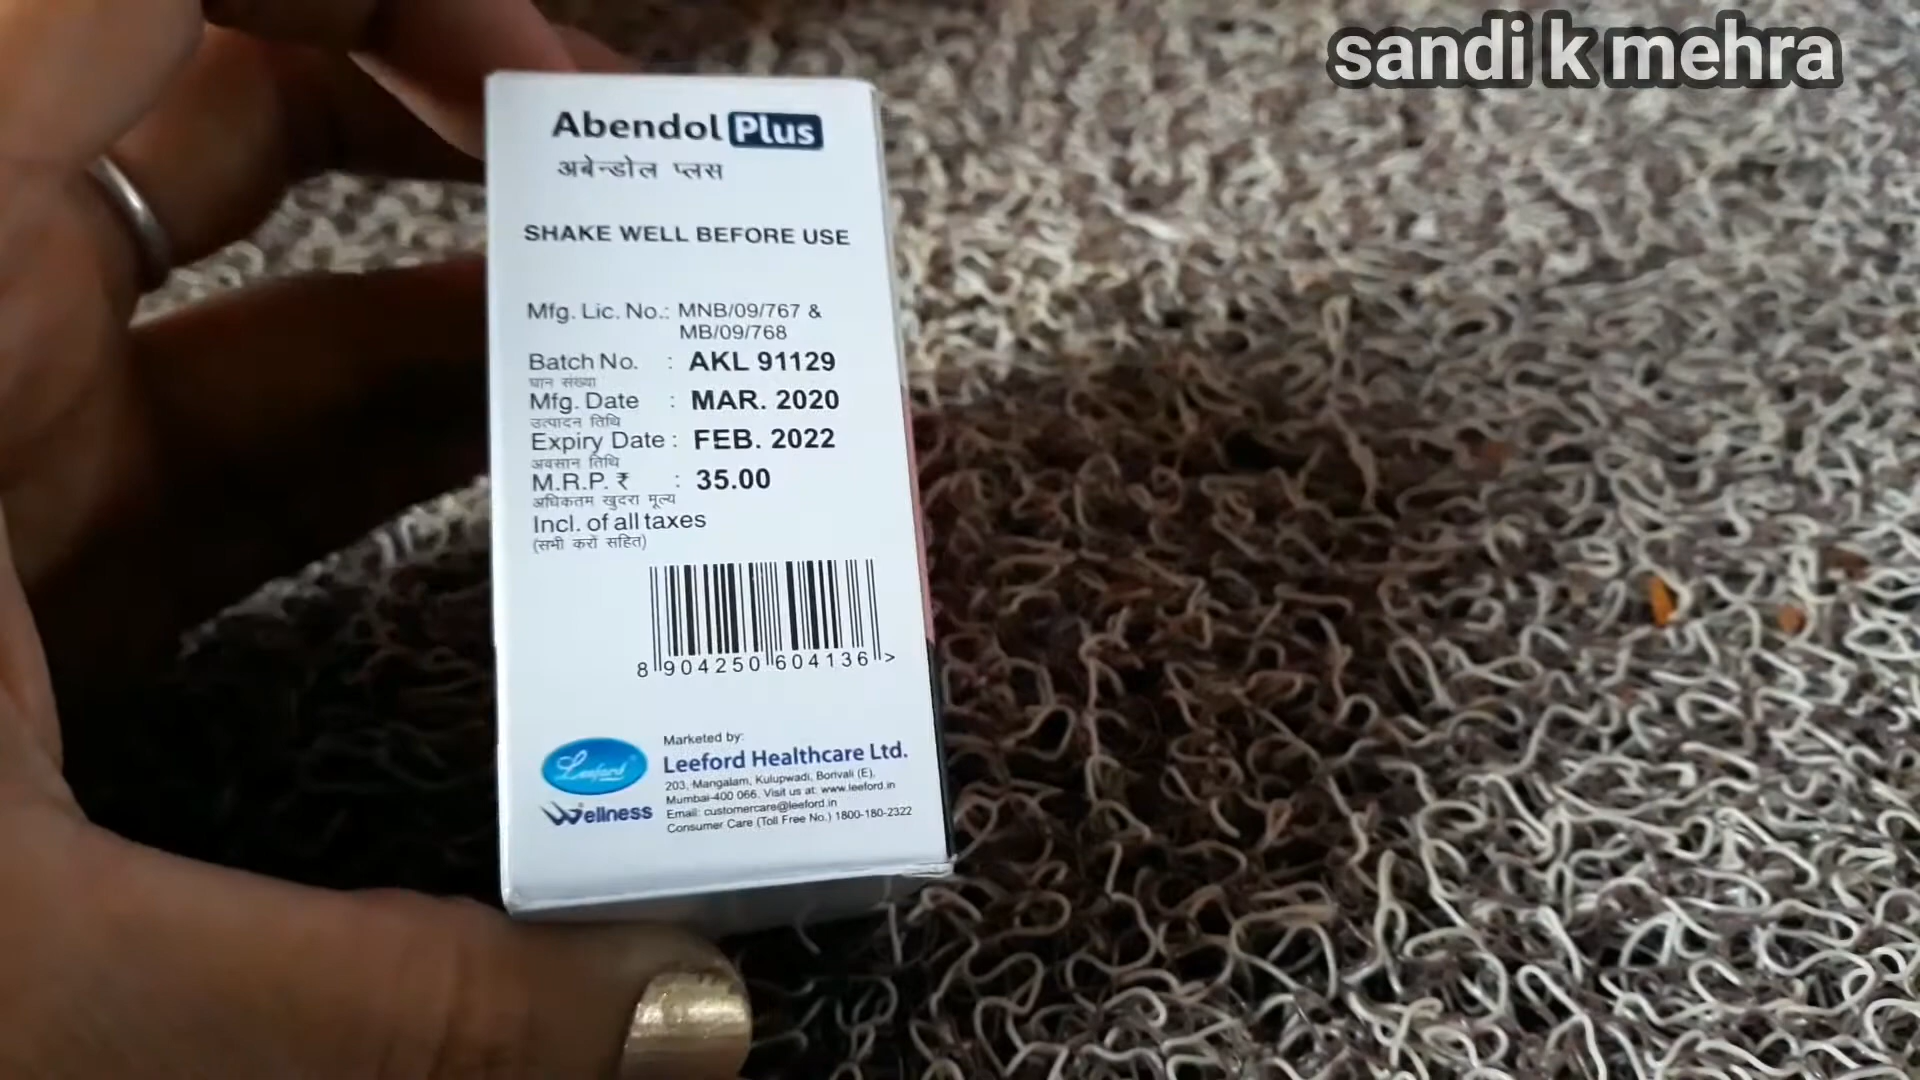 sandi k mehra
Abendol Plus
अबेन्डोल प्लस
SHAKE WELL BEFORE USE
Mfg. Lic. No.: MNB/09/767 &
MB/09/768
Batch No. : AKL 91129
घान संख्या
Mfg. Date : MAR. 2020
उत्पादन तिथि
Expiry Date : FEB. 2022
अवसान तिथि
M.R.P. ₹ : 35.00
अधिकतम खुदरा मूल्य
Incl. of all taxes
(सभी करों सहित)
8 904250 604136 >
Marketed by:
Leeford
Leeford Healthcare Ltd.
203, Mangalam, Kulupwadi, Borivali (E),
Mumbai-400 066. Visit us at: www.leeford.in
Wellness
Email: customercare@leeford.in
Consumer Care (Toll Free No.) 1800-180-2322